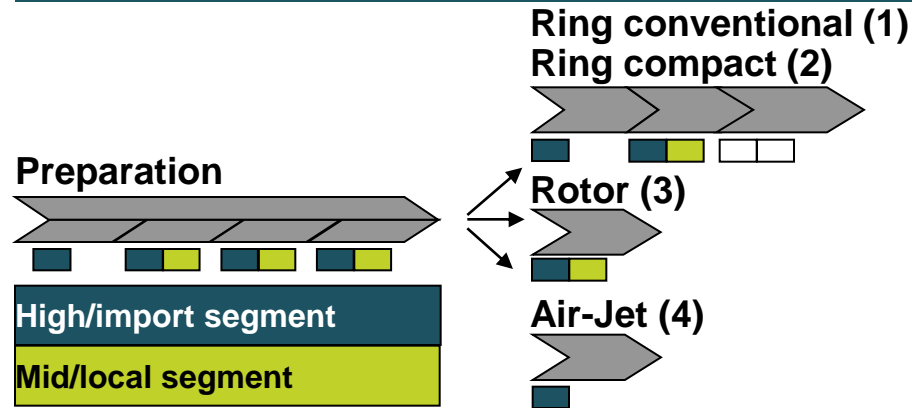 Ring conventional (1)
Ring compact (2)
Preparation
Rotor (3)
High/import segment
Air-Jet (4)
Mid/local segment